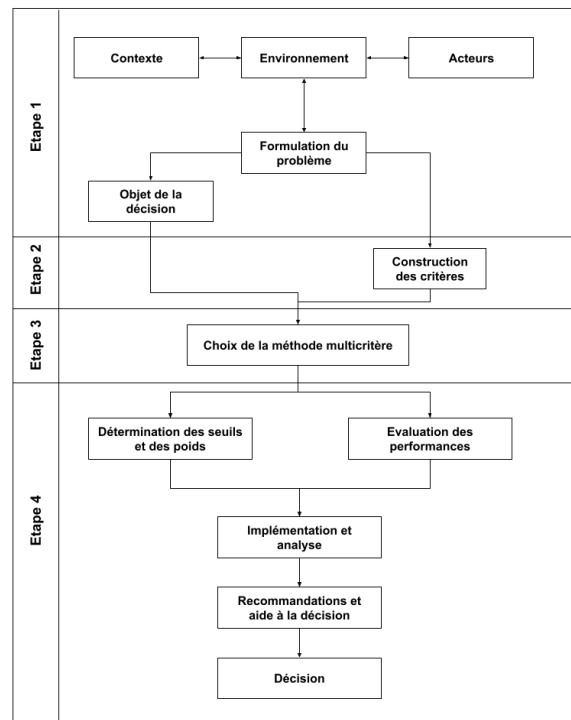 Etape 1
Contexte
Environnement
Acteurs
Formulation du
problème
Objet de la
décision
Etape 2
Construction
des critères
Etape 3
Choix de la méthode multicritère
Etape 4
Détermination des seuils
et des poids
Evaluation des
performances
Implémentation et
analyse
Recommandations et
aide à la décision
Décision